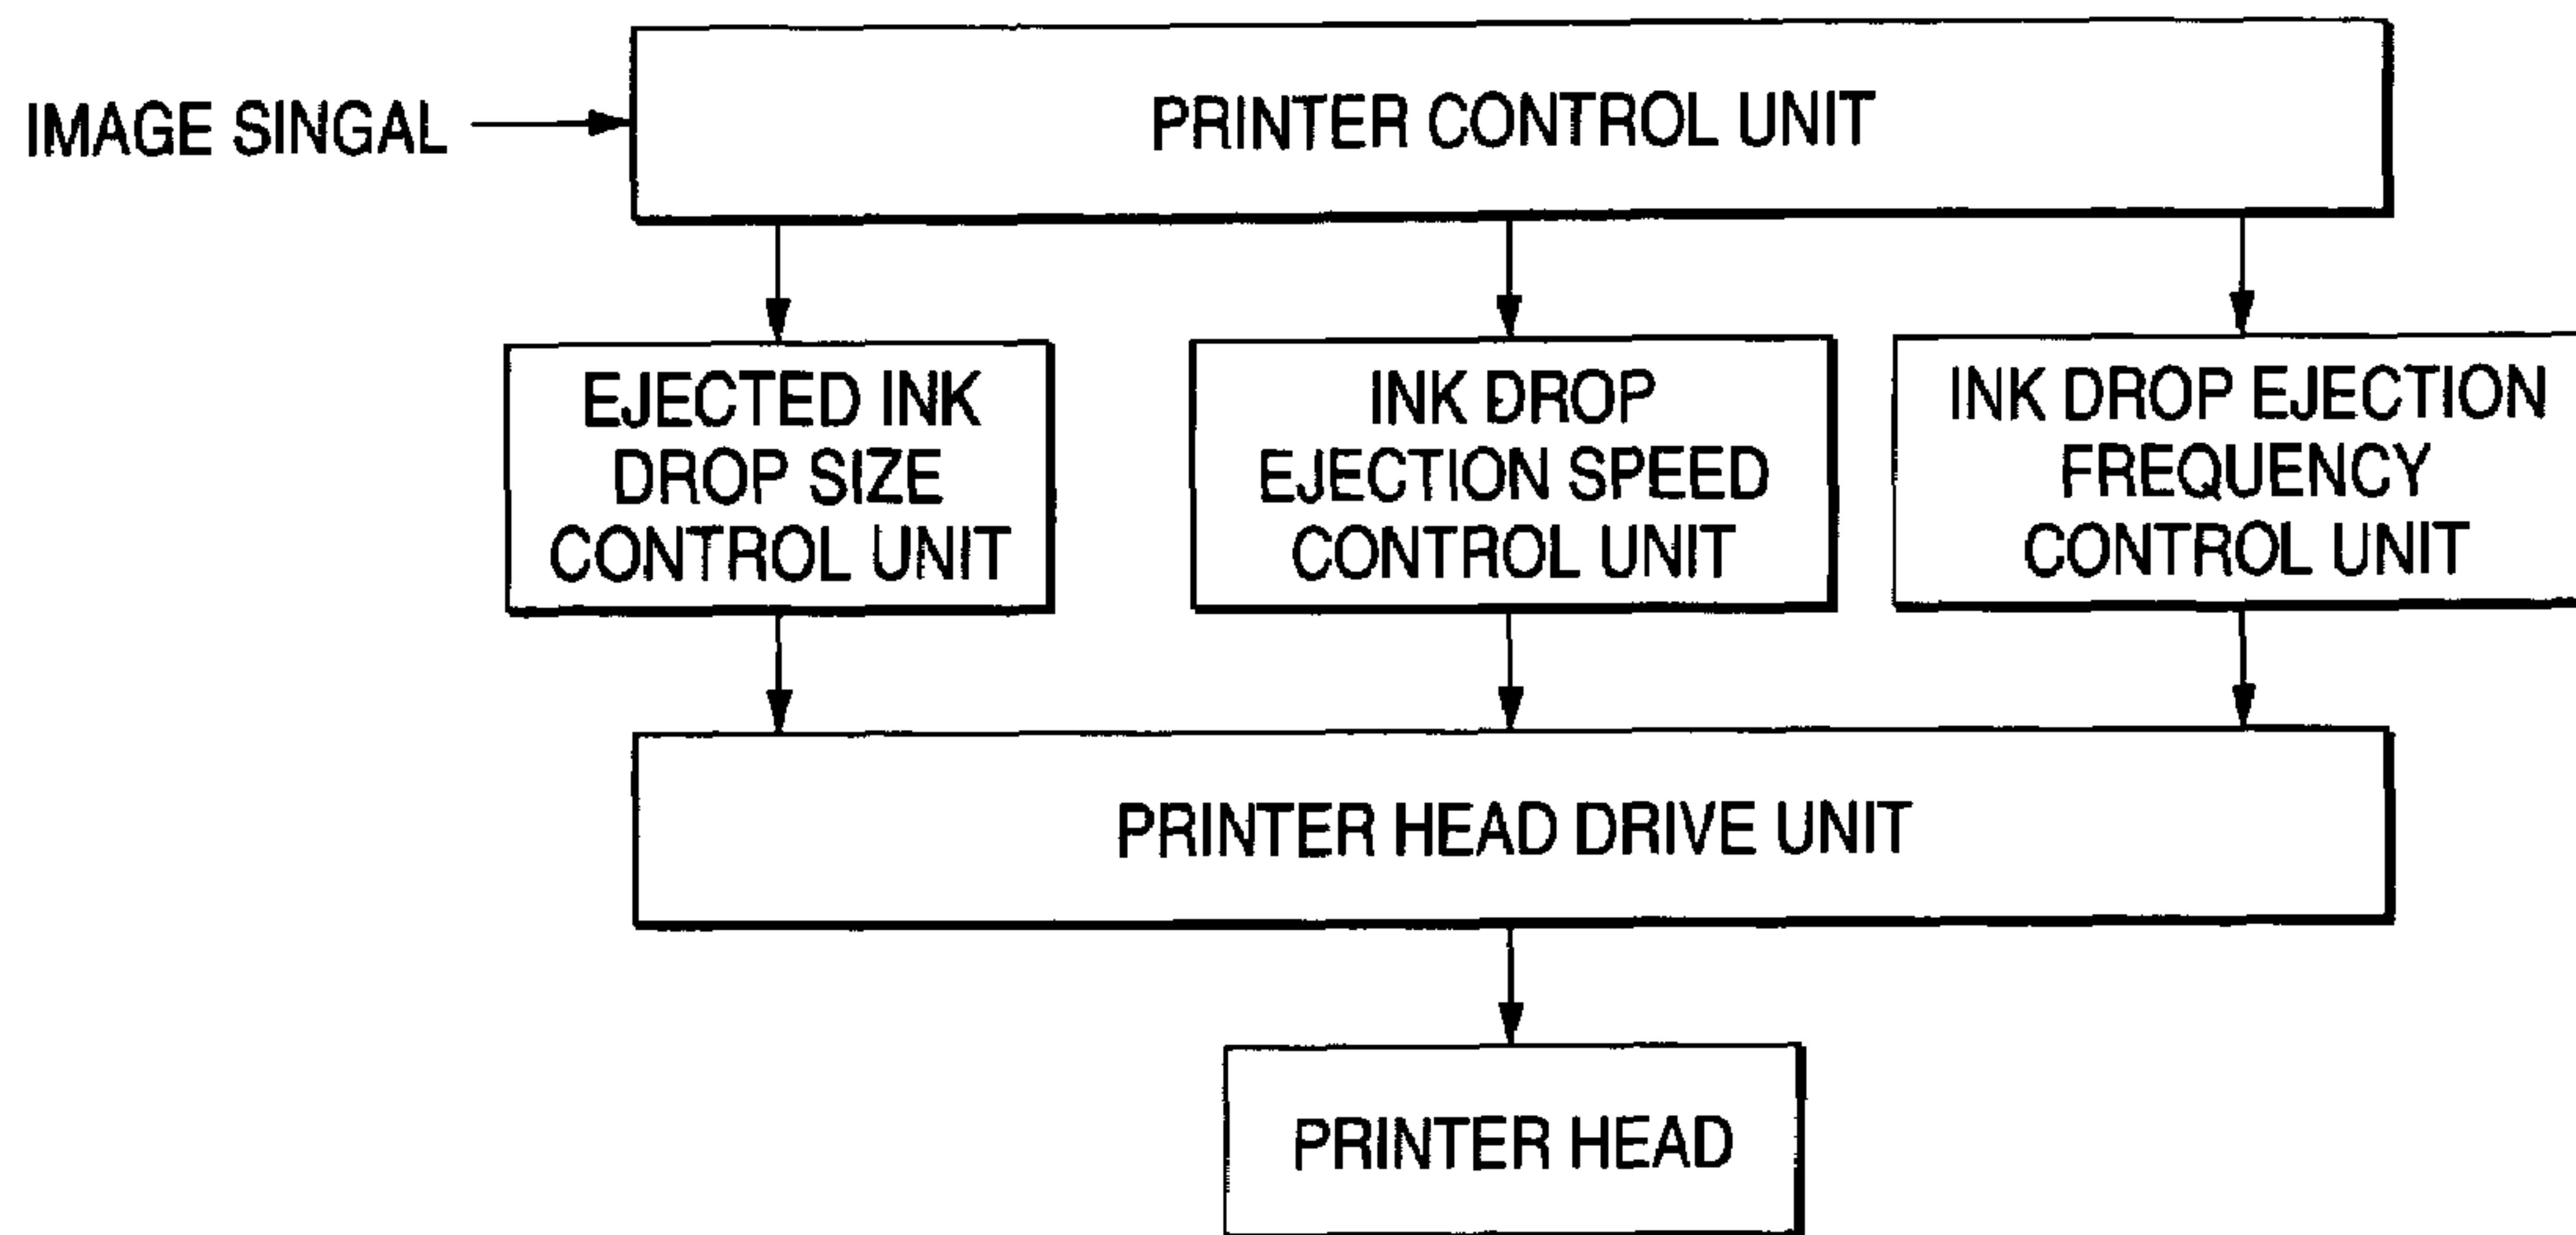 IMAGE SINGAL
PRINTER CONTROL UNIT
EJECTED INK
DROP SIZE
CONTROL UNIT
INK DROP
EJECTION SPEED
CONTROL UNIT
INK DROP EJECTION
FREQUENCY
CONTROL UNIT
PRINTER HEAD DRIVE UNIT
PRINTER HEAD